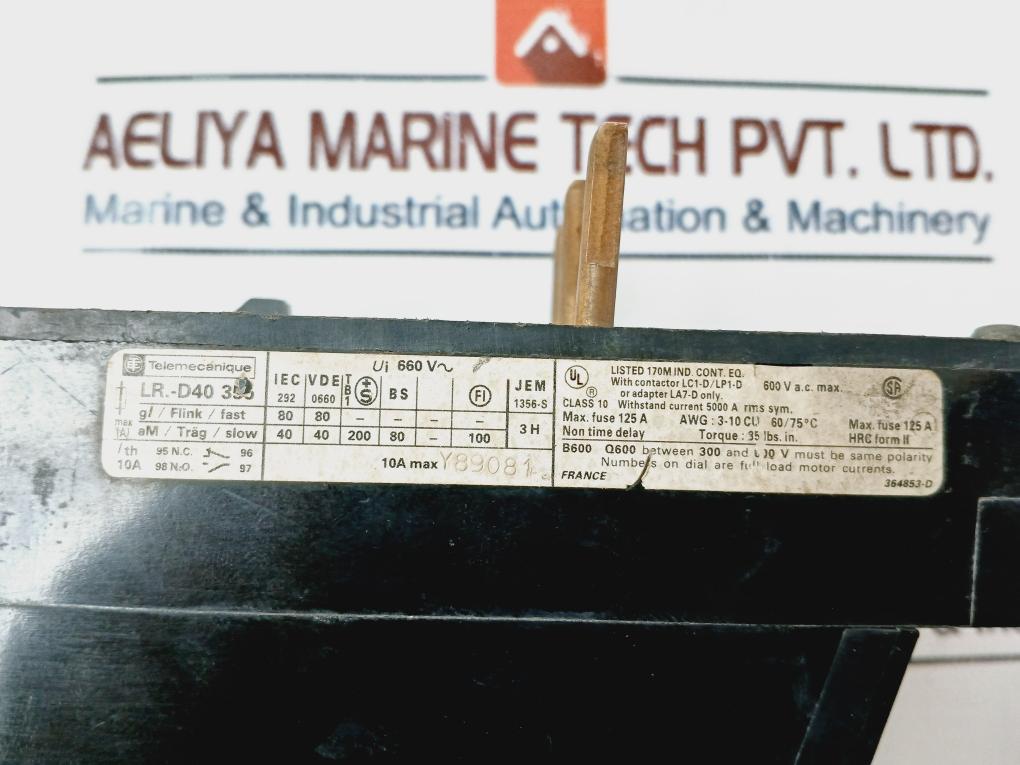 AELIYA MARINE TECH PVT. LTD.
Marine & Industrial Automation & Machinery
Telemecanique
LR.-D40
Ui 660 V~
gI / Flink / fast
aM / Träg / slow
max (A)
IEC 292 80 40
VDE 0660 80 40
TB1 – 200
S – –
BS – 80
– –
FI – 100
JEM 1356-S 3 H
Ith 10A
95 N.C. 96
98 N.O. 97
10A max Y89081
UL ® LISTED 170M IND. CONT. EQ.
With contactor LC1-D/LP1-D 600 V a.c. max.
or adapter LA7-D only.
CLASS 10 Withstand current 5000 A rms sym.
Max. fuse 125 A AWG : 3-10 CU 60/75°C
Non time delay Torque : 35 lbs. in.
SA
Max. fuse 125 A
HRC form II
B600 Q600 between 300 and V must be same polarity
Numbers on dial are full load motor currents.
FRANCE
364853-D